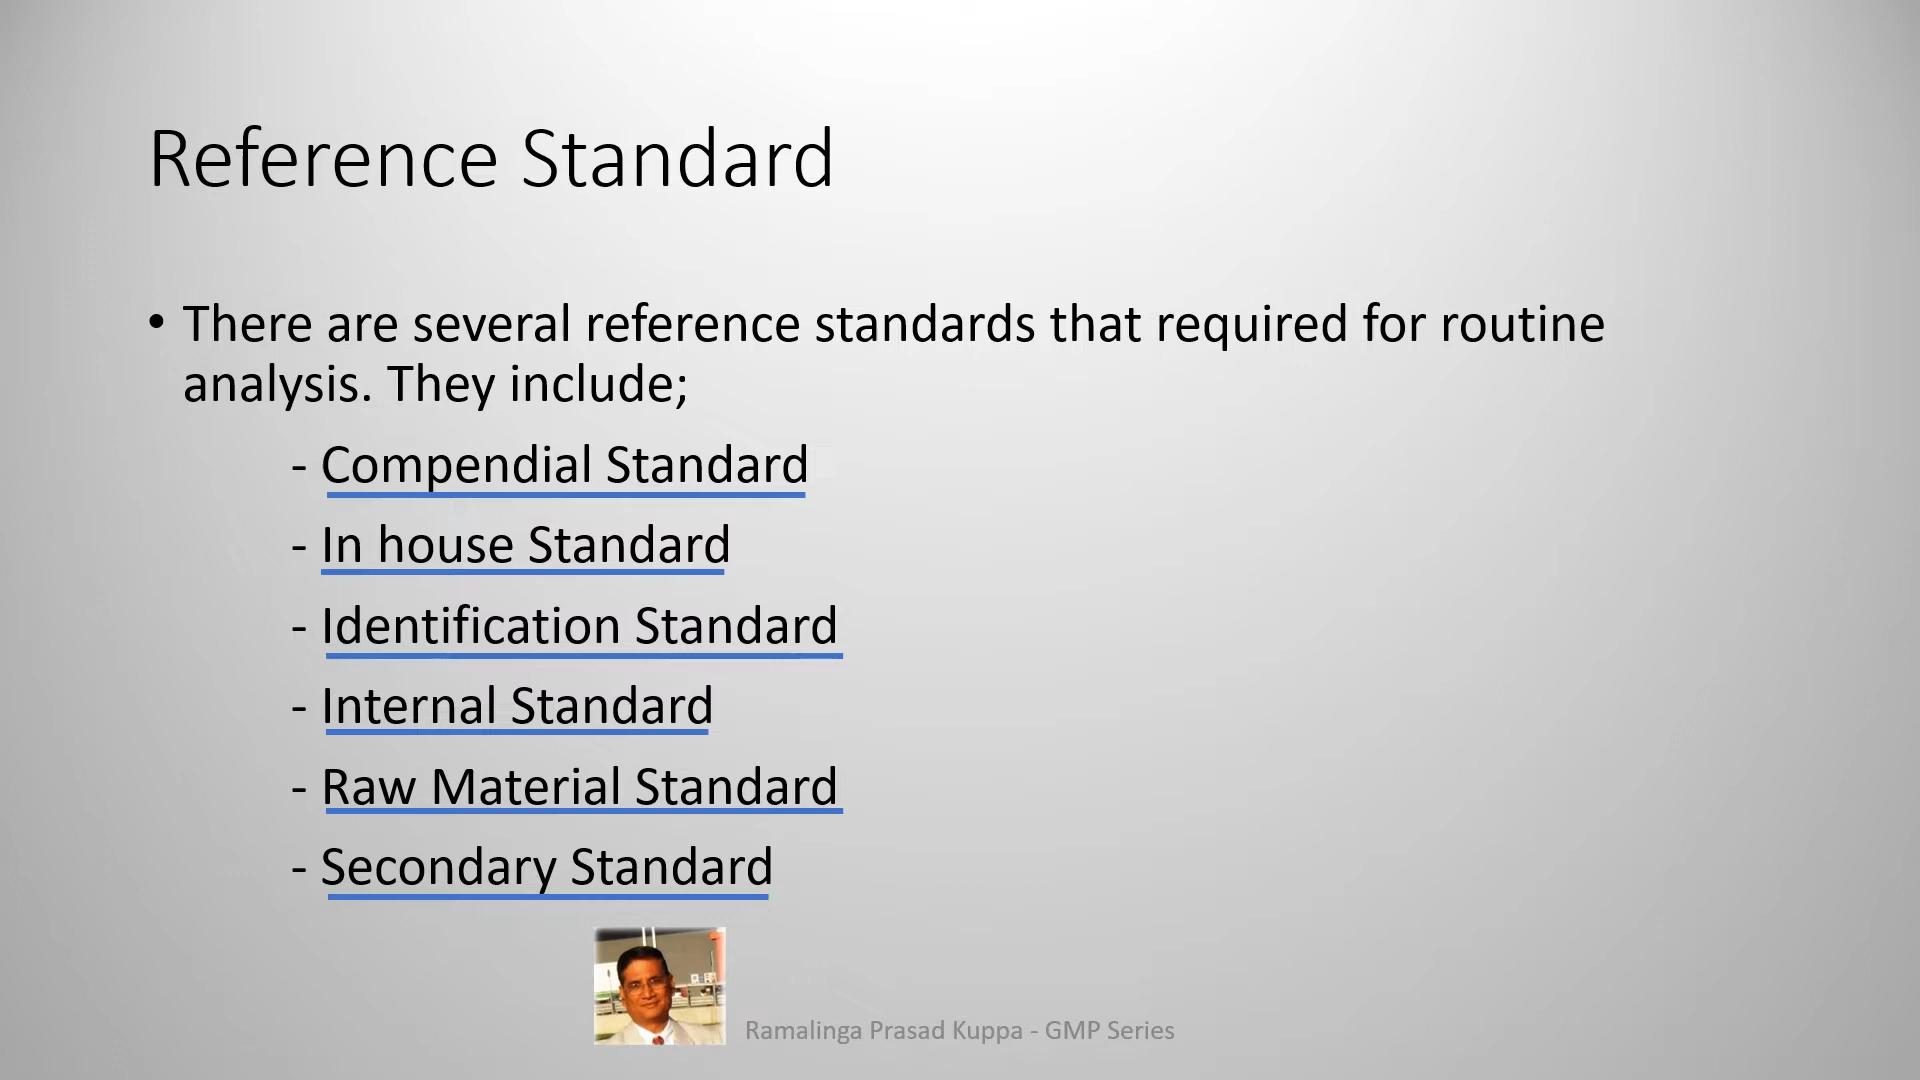 Reference Standard
• There are several reference standards that required for routine
analysis. They include;
- Compendial Standard
- In house Standard
- Identification Standard
- Internal Standard
- Raw Material Standard
- Secondary Standard
Ramalinga Prasad Kuppa - GMP Series